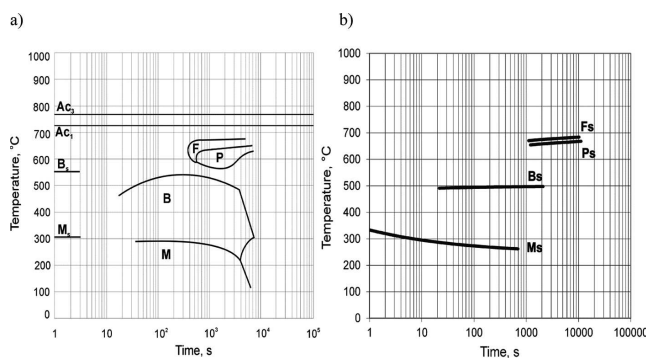 a)
b)
1000
900
800
700
600
500
400
300
200
100
0
Temperature, °C
Ac3
Ac1
Bs
Ms
F
P
B
M
1 10 10² 10³ 10⁴ 10⁵
Time, s
1000
900
800
700
600
500
400
300
200
100
0
Temperature, °C
Fs
Ps
Bs
Ms
1 10 100 1000 10000 100000
Time, s